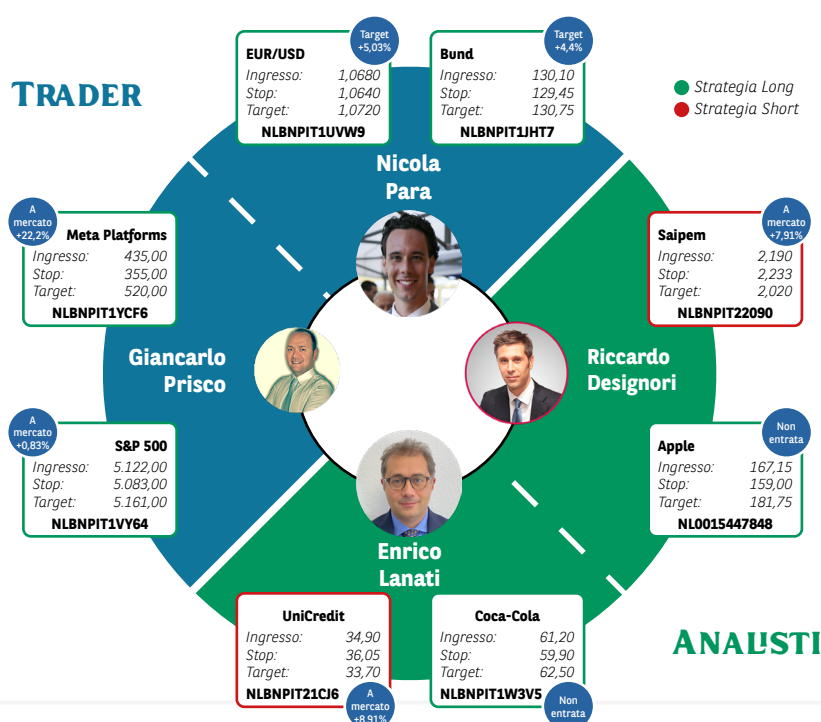 TRADER
Target
+5,03%
EUR/USD
Ingresso: 1,0680
Stop: 1,0640
Target: 1,0720
NLBNPIT1UVW9
Target
+4,4%
Bund
Ingresso: 130,10
Stop: 129,45
Target: 130,75
NLBNPIT1JHT7
Strategia Long
Strategia Short
Nicola
Para
A
mercato
+22,2%
Meta Platforms
Ingresso: 435,00
Stop: 355,00
Target: 520,00
NLBNPIT1YCF6
A
mercato
+7,91%
Saipem
Ingresso: 2,190
Stop: 2,233
Target: 2,020
NLBNPIT22090
Giancarlo
Prisco
Riccardo
Designori
A
mercato
+0,83%
S&P 500
Ingresso: 5.122,00
Stop: 5.083,00
Target: 5.161,00
NLBNPIT1VY64
Non
entrata
Apple
Ingresso: 167,15
Stop: 159,00
Target: 181,75
NL0015447848
Enrico
Lanati
UniCredit
Ingresso: 34,90
Stop: 36,05
Target: 33,70
NLBNPIT21CJ6
A
mercato
+8,91%
Coca-Cola
Ingresso: 61,20
Stop: 59,90
Target: 62,50
NLBNPIT1W3V5
Non
entrata
ANALISTI